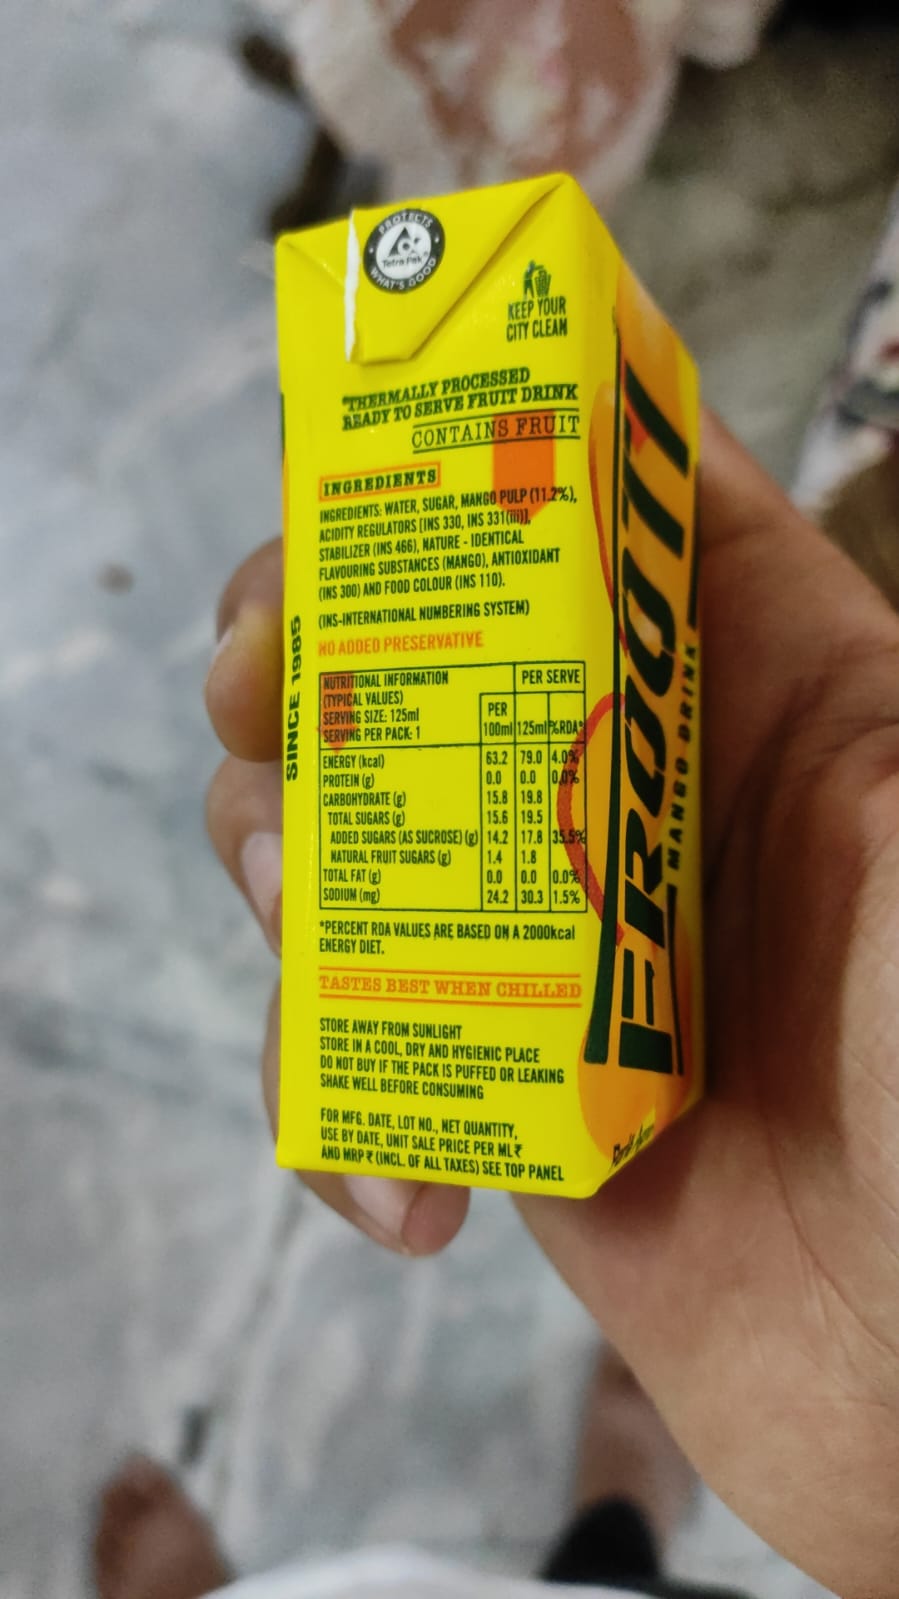 PROTECTS
Tetra Pak
WHAT'S GOOD
KEEP YOUR
CITY CLEAN
*THERMALLY PROCESSED
READY TO SERVE FRUIT DRINK
CONTAINS FRUIT
INGREDIENTS
INGREDIENTS: WATER, SUGAR, MANGO PULP (11.2%),
ACIDITY REGULATORS [INS 330, INS 331(iii)],
STABILIZER (INS 466), NATURE - IDENTICAL
FLAVOURING SUBSTANCES (MANGO), ANTIOXIDANT
(INS 300) AND FOOD COLOUR (INS 110).
(INS-INTERNATIONAL NUMBERING SYSTEM)
NO ADDED PRESERVATIVE
NUTRITIONAL INFORMATION PER SERVE
(TYPICAL VALUES)
SERVING SIZE: 125ml PER
SERVING PER PACK: 1 100ml 125ml %RDA*
ENERGY (kcal) 63.2 79.0 4.0%
PROTEIN (g) 0.0 0.0 0.0%
CARBOHYDRATE (g) 15.8 19.8
TOTAL SUGARS (g) 15.6 19.5
ADDED SUGARS (AS SUCROSE) (g) 14.2 17.8 35.5%
NATURAL FRUIT SUGARS (g) 1.4 1.8
TOTAL FAT (g) 0.0 0.0 0.0%
SODIUM (mg) 24.2 30.3 1.5%
*PERCENT RDA VALUES ARE BASED ON A 2000kcal
ENERGY DIET.
TASTES BEST WHEN CHILLED
STORE AWAY FROM SUNLIGHT
STORE IN A COOL, DRY AND HYGIENIC PLACE
DO NOT BUY IF THE PACK IS PUFFED OR LEAKING
SHAKE WELL BEFORE CONSUMING
FOR MFG. DATE, LOT NO., NET QUANTITY,
USE BY DATE, UNIT SALE PRICE PER ML ₹
AND MRP ₹ (INCL. OF ALL TAXES) SEE TOP PANEL
SINCE 1985
FROOTI
MANGO DRINK